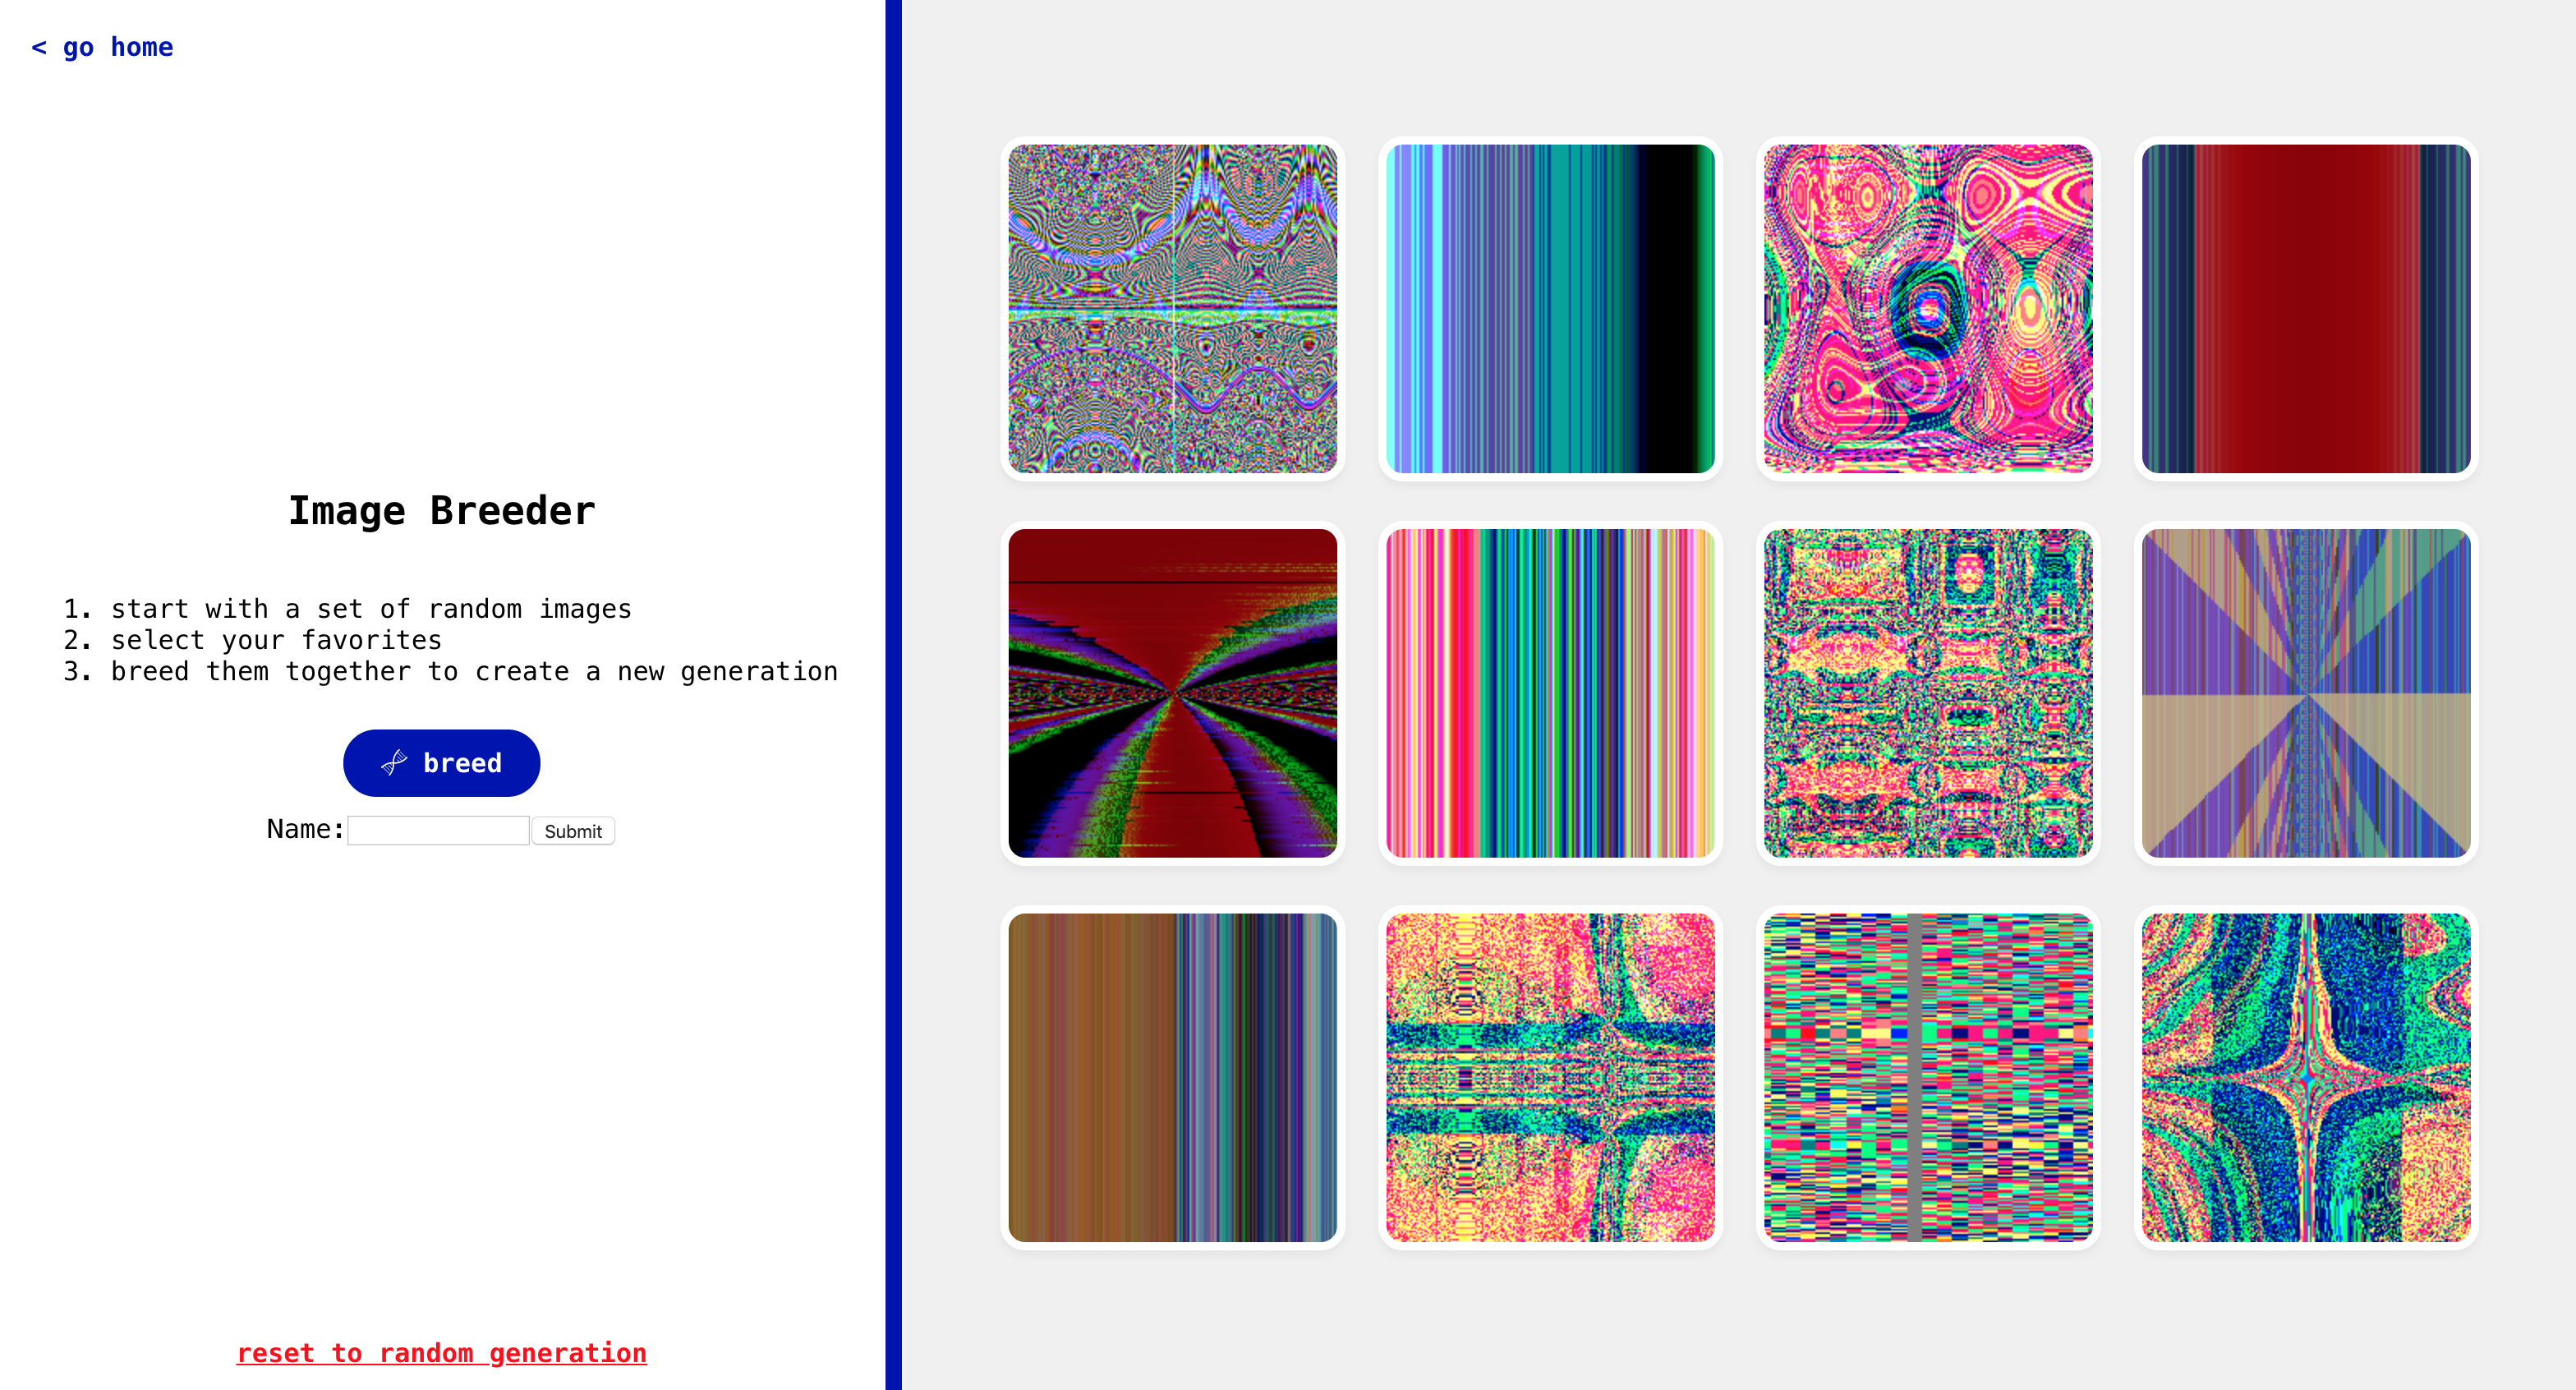 < go home
Image Breeder
1. start with a set of random images
2. select your favorites
3. breed them together to create a new generation
breed
Name:
Submit
reset to random generation